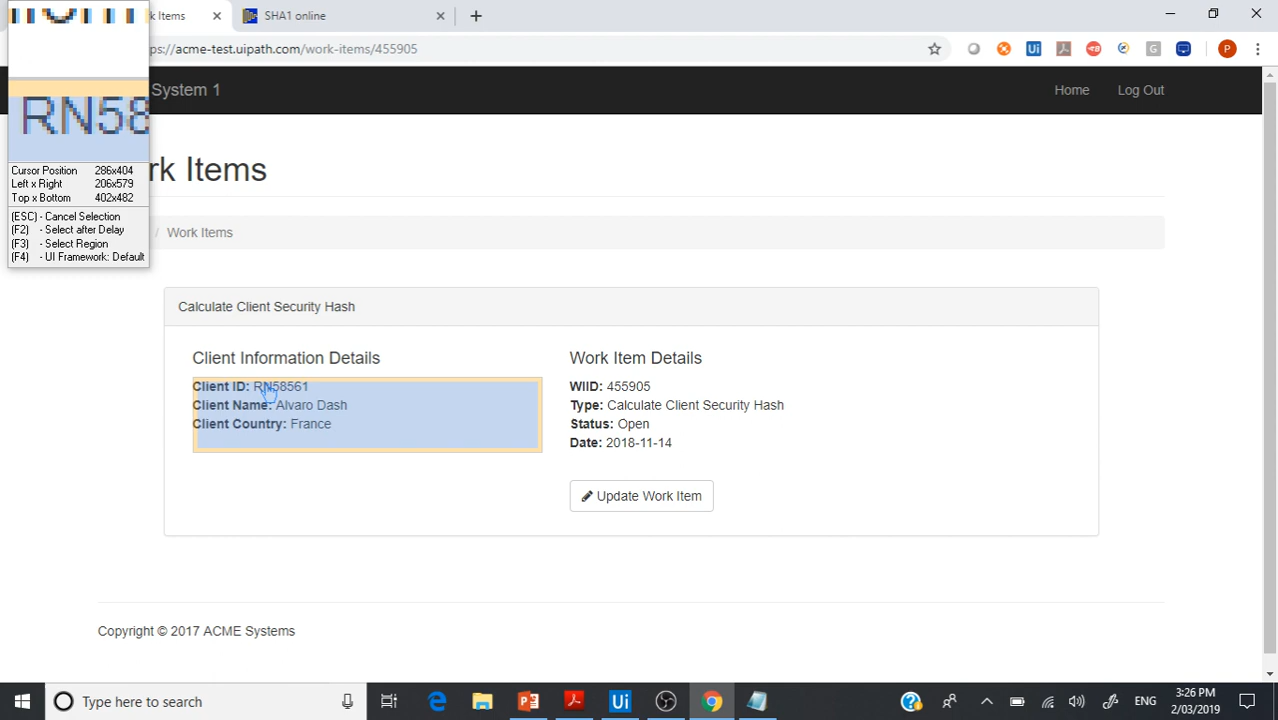 k Items
SHA1 online
ps://acme-test.uipath.com/work-items/455905
System 1
Home
Log Out
RN58
Cursor Position 286x404
Left x Right 206x579
Top x Bottom 402x482
(ESC) - Cancel Selection
(F2) - Select after Delay
(F3) - Select Region
(F4) - UI Framework: Default
rk Items
/ Work Items
Calculate Client Security Hash
Client Information Details
Client ID: RN58561
Client Name: Alvaro Dash
Client Country: France
Work Item Details
WIID: 455905
Type: Calculate Client Security Hash
Status: Open
Date: 2018-11-14
Update Work Item
Copyright © 2017 ACME Systems
Type here to search
Ui
ENG
3:26 PM
2/03/2019